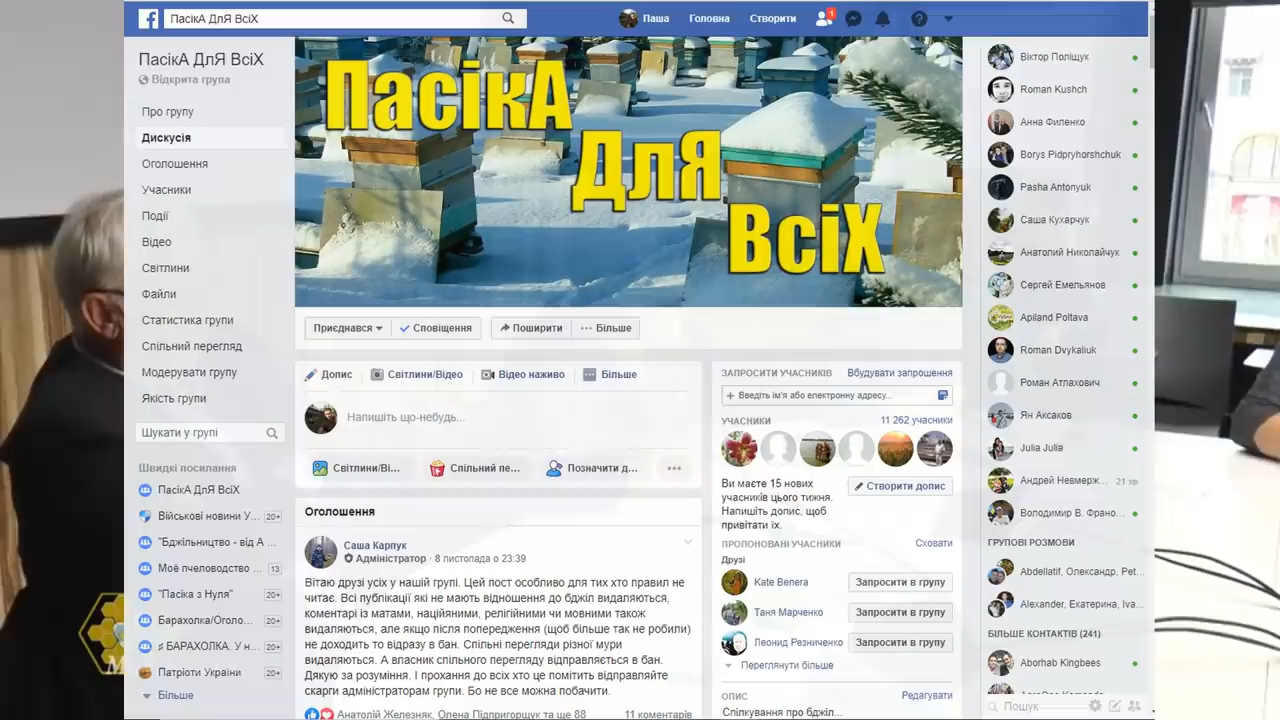 ПасікА ДлЯ ВсіХ
Паша
Головна
Створити
1
ПасікА ДлЯ ВсіХ
Відкрита група
Про групу
Дискусія
Оголошення
Учасники
Події
Відео
Світлини
Файли
Статистика групи
Спільний перегляд
Модерувати групу
Якість групи
Шукати у групі
Швидкі посилання
ПасікА ДлЯ ВсіХ
Військові новини У... 20+
"Бджільництво - від А ...
Моё пчеловодство ... 13
"Пасіка з Нуля" 20+
Барахолка/Оголо... 20+
♯ БАРАХОЛКА. У н... 20+
Патріоти України 20+
Більше
ПасікА
ДлЯ
ВсіХ
Приєднався
Сповіщення
Поширити
Більше
Допис
Світлини/Відео
Відео наживо
Більше
Напишіть що-небудь...
Світлини/Ві...
Спільний пе...
Позначити д...
Оголошення
Саша Карпук
Адміністратор · 8 листопада о 23:39
Вітаю друзі усіх у нашій групі. Цей пост особливо для тих хто правил не
читає. Всі публікації які не мають відношення до бджіл видаляються,
коментарі із матами, наційяними, релігійними чи мовними також
видаляються, але якщо після попередження (щоб більше так не робили)
не доходить то відразу в бан. Спільні перегляди різної мури
видаляються. А власник спільного перегляду відправляється в бан.
Дякую за розуміння. І прохання до всіх хто це помітить відправляйте
скарги адміністраторам групи. Бо не все можна побачити.
Анатолій Железняк, Олена Підпригорщук та ще 88
11 коментарів
ЗАПРОСИТИ УЧАСНИКІВ
Вбудувати запрошення
+ Введіть ім'я або електронну адресу...
УЧАСНИКИ
11 262 учасники
Ви маєте 15 нових
учасників цього тижня.
Напишіть допис, щоб
привітати їх.
Створити допис
ПРОПОНОВАНІ УЧАСНИКИ
Сховати
Друзі
Kate Benera
Запросити в групу
Таня Марченко
Запросити в групу
Леонид Резниченко
Запросити в групу
Переглянути більше
ОПИС
Редагувати
Спілкування про бджіл...
Віктор Поліщук
Roman Kushch
Анна Филенко
Borys Pidpryhorshchuk
Pasha Antonyuk
Саша Кухарчук
Анатолий Николайчук
Сергей Емельянов
Apiland Poltava
Roman Dvykaliuk
Роман Атлахович
Ян Аксаков
Julia Julia
Андрей Невмерж... 21 хв
Володимир В. Франо...
ГРУПОВІ РОЗМОВИ
Abdellatif, Олександр, Pet...
Alexander, Екатерина, Iva...
БІЛЬШЕ КОНТАКТІВ (241)
Aborhab Kingbees
Пошук